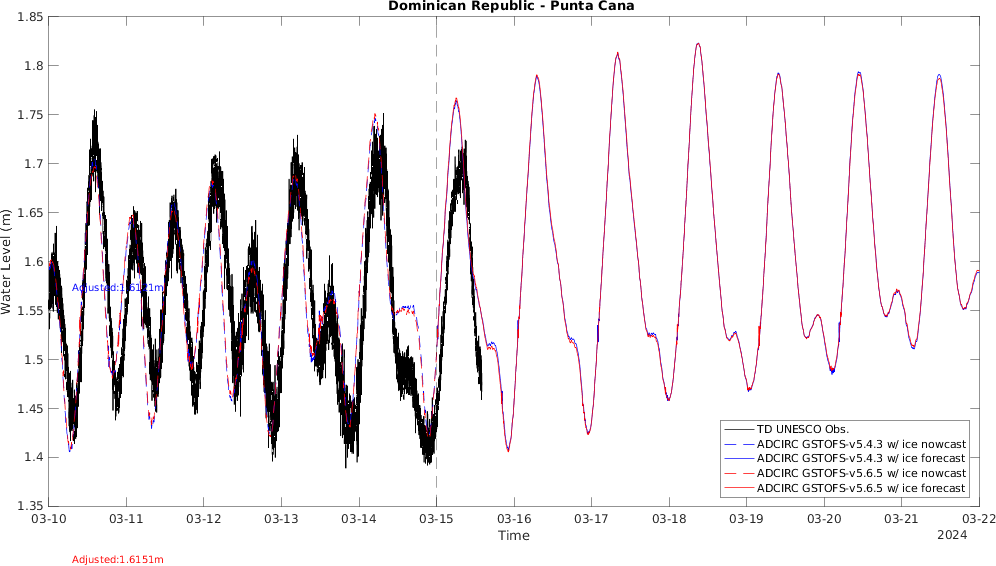 Dominican Republic - Punta Cana
Water Level (m)
1.85
1.8
1.75
1.7
1.65
1.6
1.55
1.5
1.45
1.4
1.35
Adjusted:1.6121m
TD UNESCO Obs.
ADCIRC GSTOFS-v5.4.3 w/ ice nowcast
ADCIRC GSTOFS-v5.4.3 w/ ice forecast
ADCIRC GSTOFS-v5.6.5 w/ ice nowcast
ADCIRC GSTOFS-v5.6.5 w/ ice forecast
03-10 03-11 03-12 03-13 03-14 03-15 03-16 03-17 03-18 03-19 03-20 03-21 03-22
Time
2024
Adjusted:1.6151m